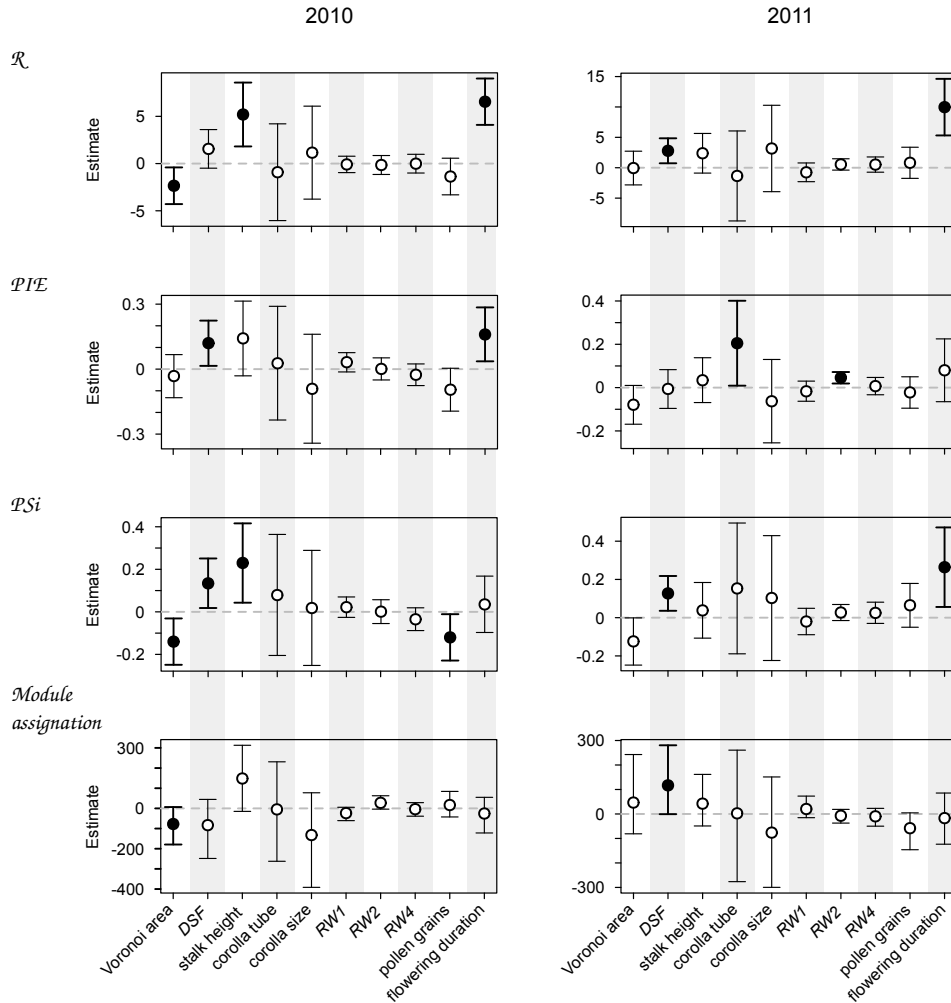 2010
2011
R
Estimate
5
0
-5
15
10
5
0
-5
PIE
Estimate
0.3
0
-0.3
0.4
0.2
0
-0.2
PSi
Estimate
0.4
0.2
0
-0.2
0.4
0.2
0
-0.2
Module
assignation
Estimate
300
0
-200
-400
300
0
-300
Voronoi area
DSF
stalk height
corolla tube
corolla size
RW1
RW2
RW4
pollen grains
flowering duration
Voronoi area
DSF
stalk height
corolla tube
corolla size
RW1
RW2
RW4
pollen grains
flowering duration